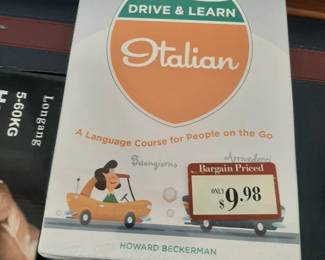 DRIVE & LEARN
Italian
A Language Course for People on the Go
Buongiorno
Arrivederci
Bargain Priced
ONLY
$9.98
HOWARD BECKERMAN
Longang
5-60KG